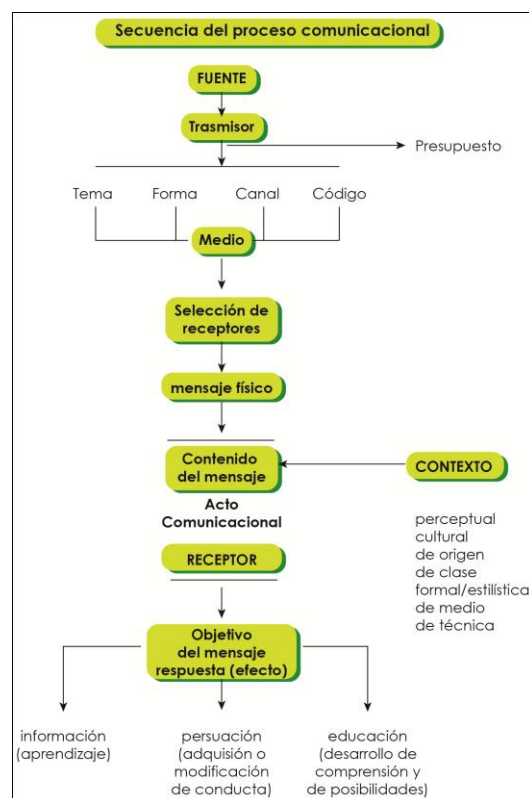 Secuencia del proceso comunicacional
FUENTE
Trasmisor
Presupuesto
Tema
Forma
Canal
Código
Medio
Selección de
receptores
mensaje físico
Contenido
del mensaje
CONTEXTO
Acto
Comunicacional
perceptual
cultural
de origen
de clase
formal/estilística
de medio
de técnica
RECEPTOR
Objetivo
del mensaje
respuesta (efecto)
información
(aprendizaje)
persuación
(adquisión o
modificación
de conducta)
educación
(desarrollo de
comprensión y
de posibilidades)